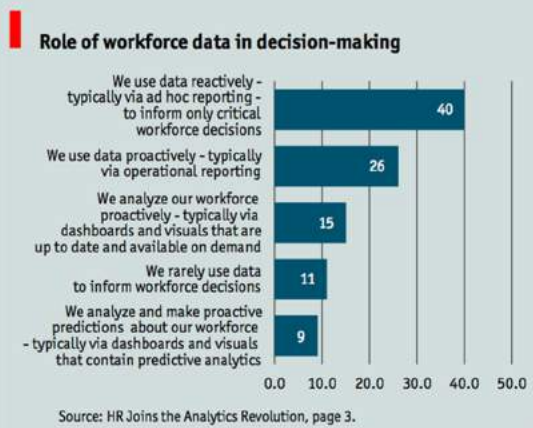 Role of workforce data in decision-making
We use data reactively -
typically via ad hoc reporting -
to inform only critical
workforce decisions
40
We use data proactively - typically
via operational reporting
26
We analyze our workforce
proactively - typically via
dashboards and visuals that are
up to date and available on demand
15
We rarely use data
to inform workforce decisions
11
We analyze and make proactive
predictions about our workforce
- typically via dashboards and visuals
that contain predictive analytics
9
0.0 10.0 20.0 30.0 40.0 50.0
Source: HR Joins the Analytics Revolution, page 3.